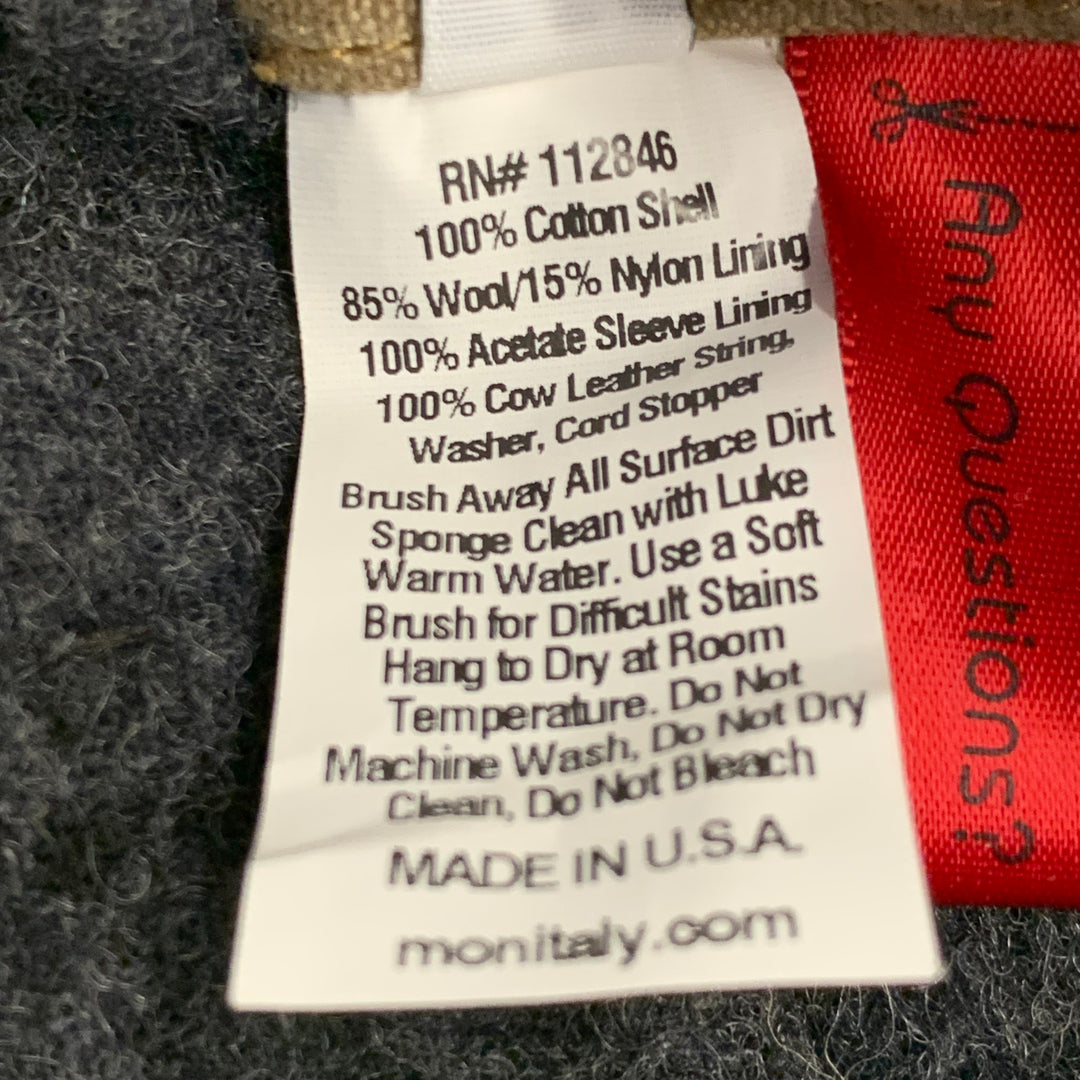 RN# 112846
100% Cotton Shell
85% Wool/15% Nylon Lining
100% Acetate Sleeve Lining
100% Cow Leather String,
Washer, Cord Stopper
Brush Away All Surface Dirt
Sponge Clean with Luke
Warm Water. Use a Soft
Brush for Difficult Stains
Hang to Dry at Room
Temperature. Do Not
Machine Wash, Do Not Dry
Clean, Do Not Bleach
MADE IN U.S.A.
monitaly.com
Any Questions?